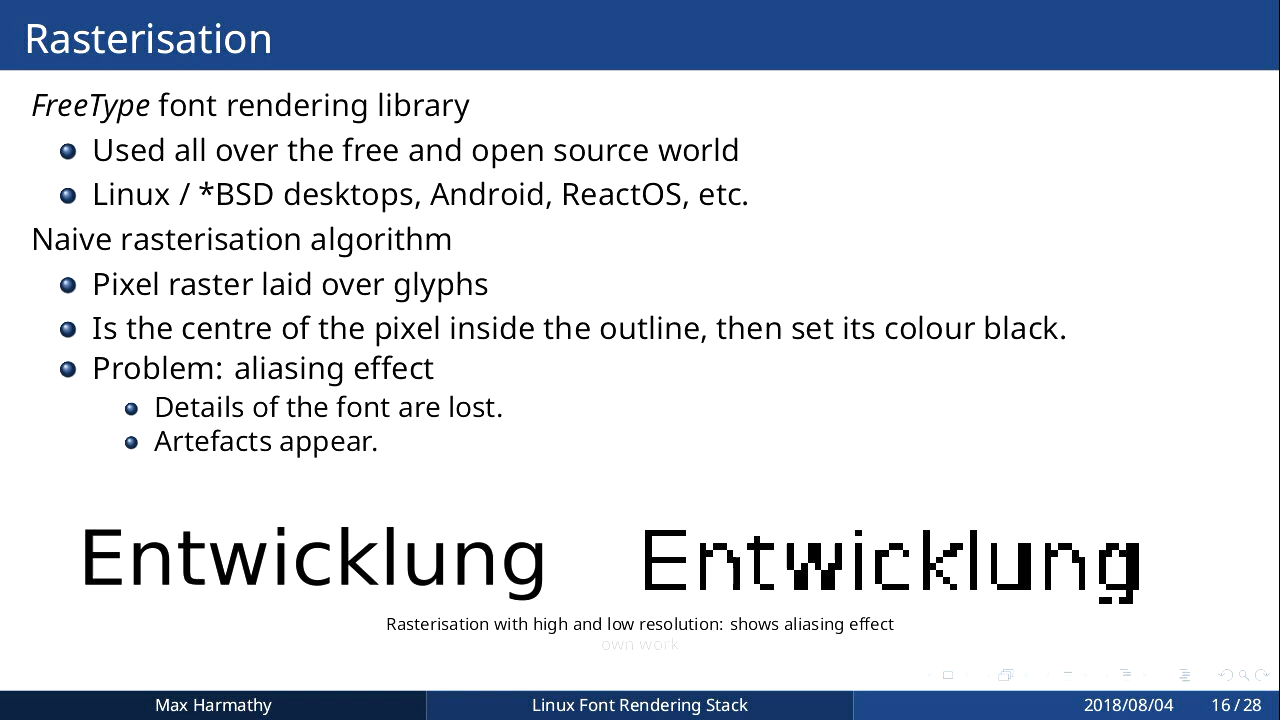 Rasterisation
FreeType font rendering library
Used all over the free and open source world
Linux / *BSD desktops, Android, ReactOS, etc.
Naive rasterisation algorithm
Pixel raster laid over glyphs
Is the centre of the pixel inside the outline, then set its colour black.
Problem: aliasing effect
Details of the font are lost.
Artefacts appear.
Entwicklung Entwicklung
Rasterisation with high and low resolution: shows aliasing effect
own work
Max Harmathy Linux Font Rendering Stack 2018/08/04 16 / 28